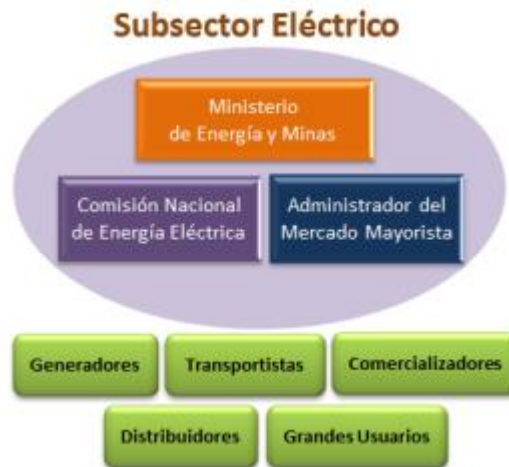 Subsector Eléctrico
Ministerio
de Energía y Minas
Comisión Nacional
de Energía Eléctrica
Administrador del
Mercado Mayorista
Generadores
Transportistas
Comercializadores
Distribuidores
Grandes Usuarios